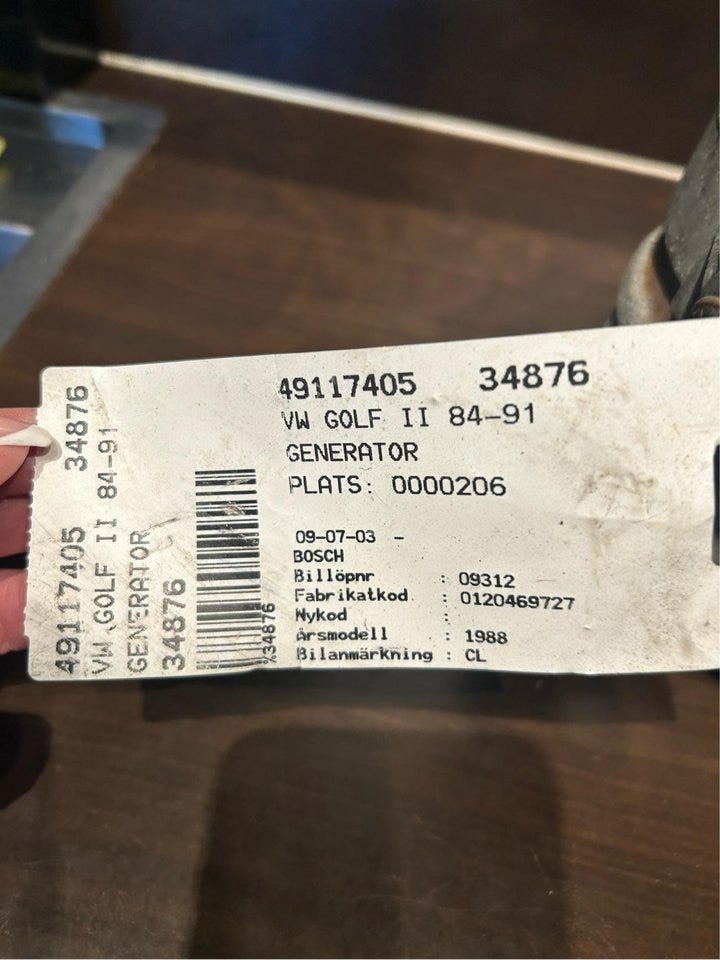 49117405 34876
VW GOLF II 84-91
GENERATOR
34876
%34876
49117405 34876
VW GOLF II 84-91
GENERATOR
PLATS: 0000206
09-07-03 -
BOSCH
Billöpnr : 09312
Fabrikatkod : 0120469727
Nykod :
Årsmodell : 1988
Bilanmärkning : CL